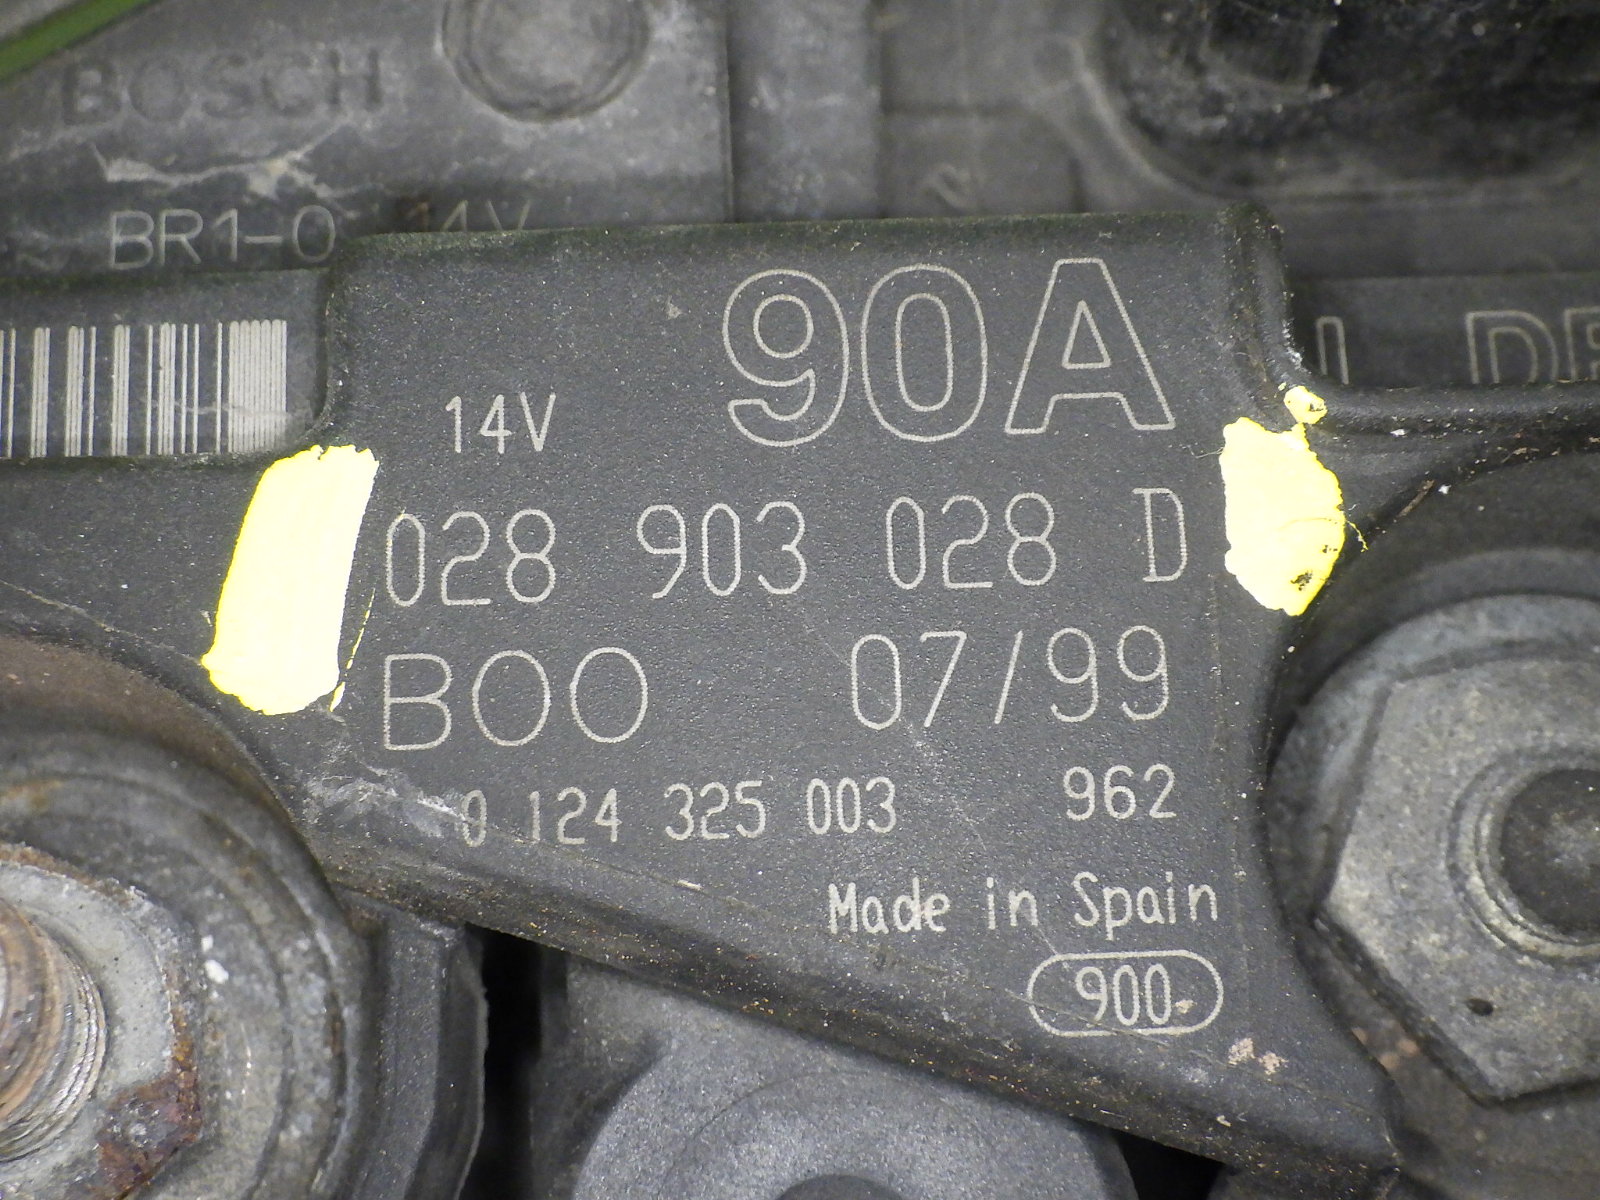 BOSCH
BR1-0 14V
90A
14V
028 903 028 D
B00 07/99
0 124 325 003 962
Made in Spain
900